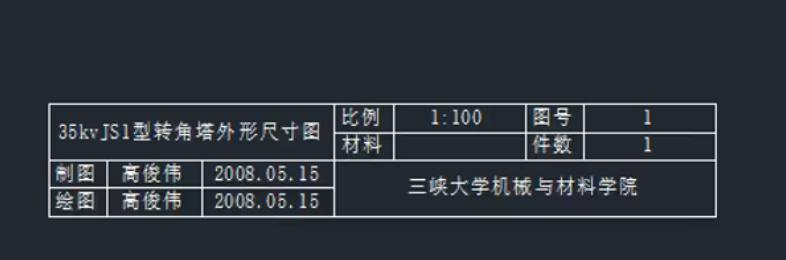 35kvJS1型转角塔外形尺寸图 比例 1:100 图号 1
材料 件数 1
制图 高俊伟 2008.05.15 三峡大学机械与材料学院
绘图 高俊伟 2008.05.15